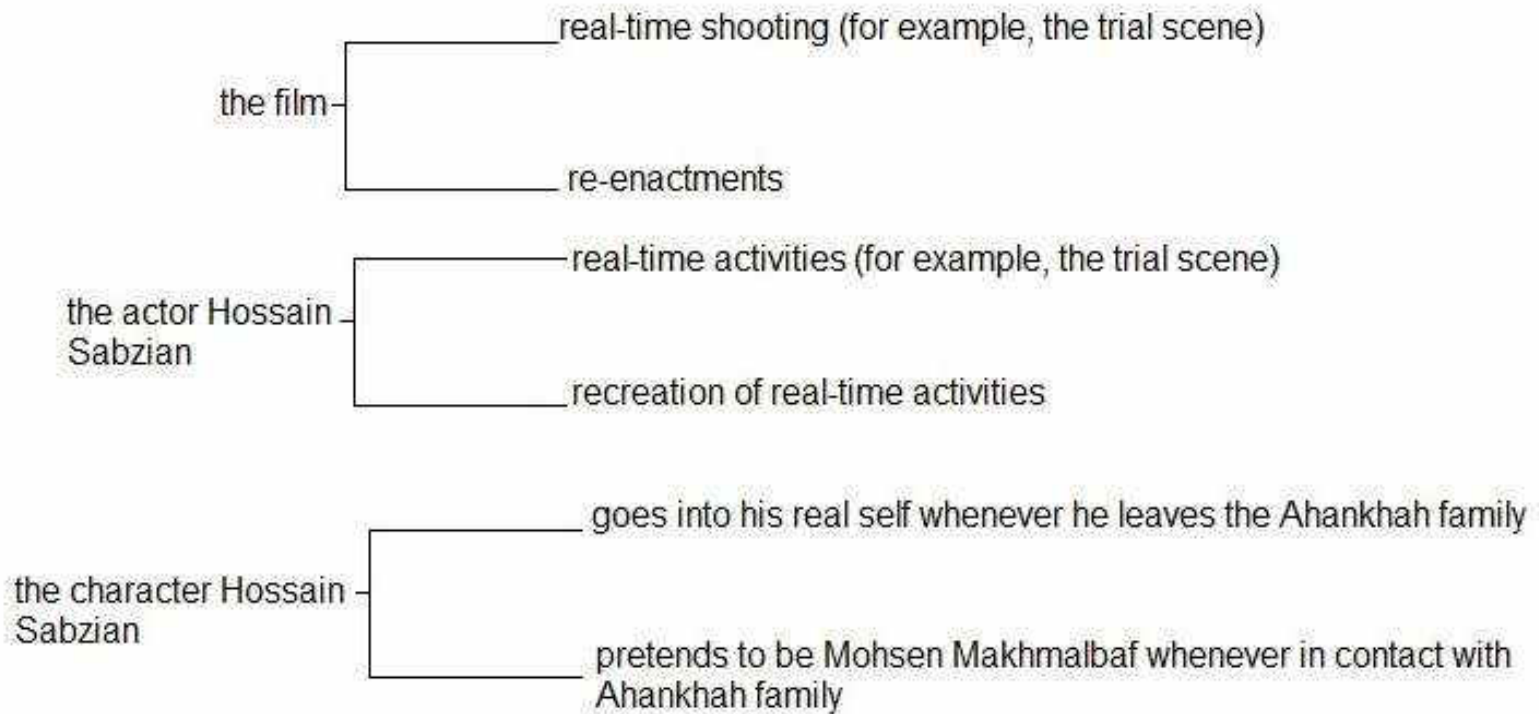 real-time shooting (for example, the trial scene)
the film
re-enactments
real-time activities (for example, the trial scene)
the actor Hossain
Sabzian
recreation of real-time activities
goes into his real self whenever he leaves the Ahankhah family
the character Hossain
Sabzian
pretends to be Mohsen Makhmalbaf whenever in contact with
Ahankhah family